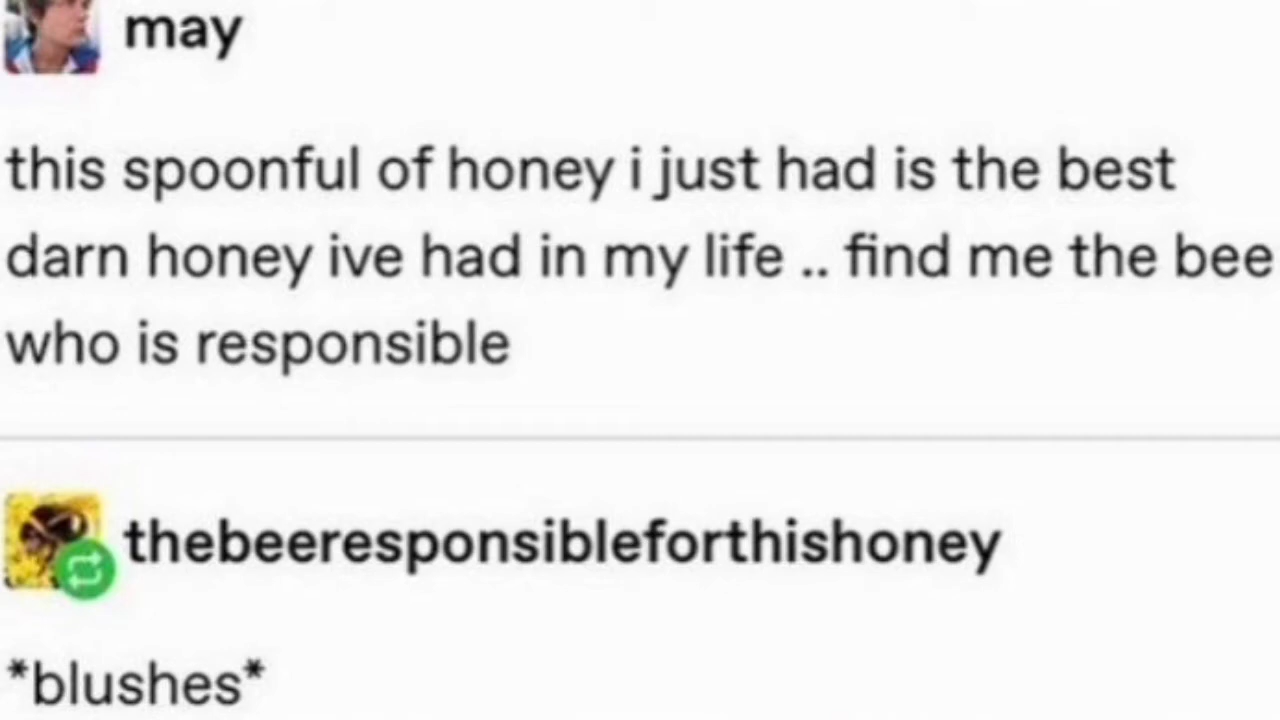 may
this spoonful of honey i just had is the best
darn honey ive had in my life .. find me the bee
who is responsible
thebeeresponsibleforthishoney
*blushes*